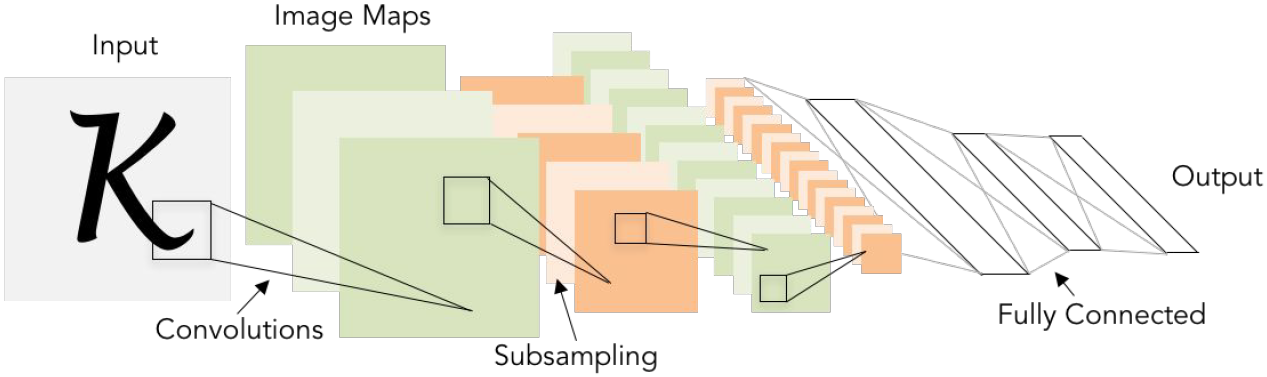 Image Maps
Input
K
Output
Fully Connected
Convolutions
Subsampling